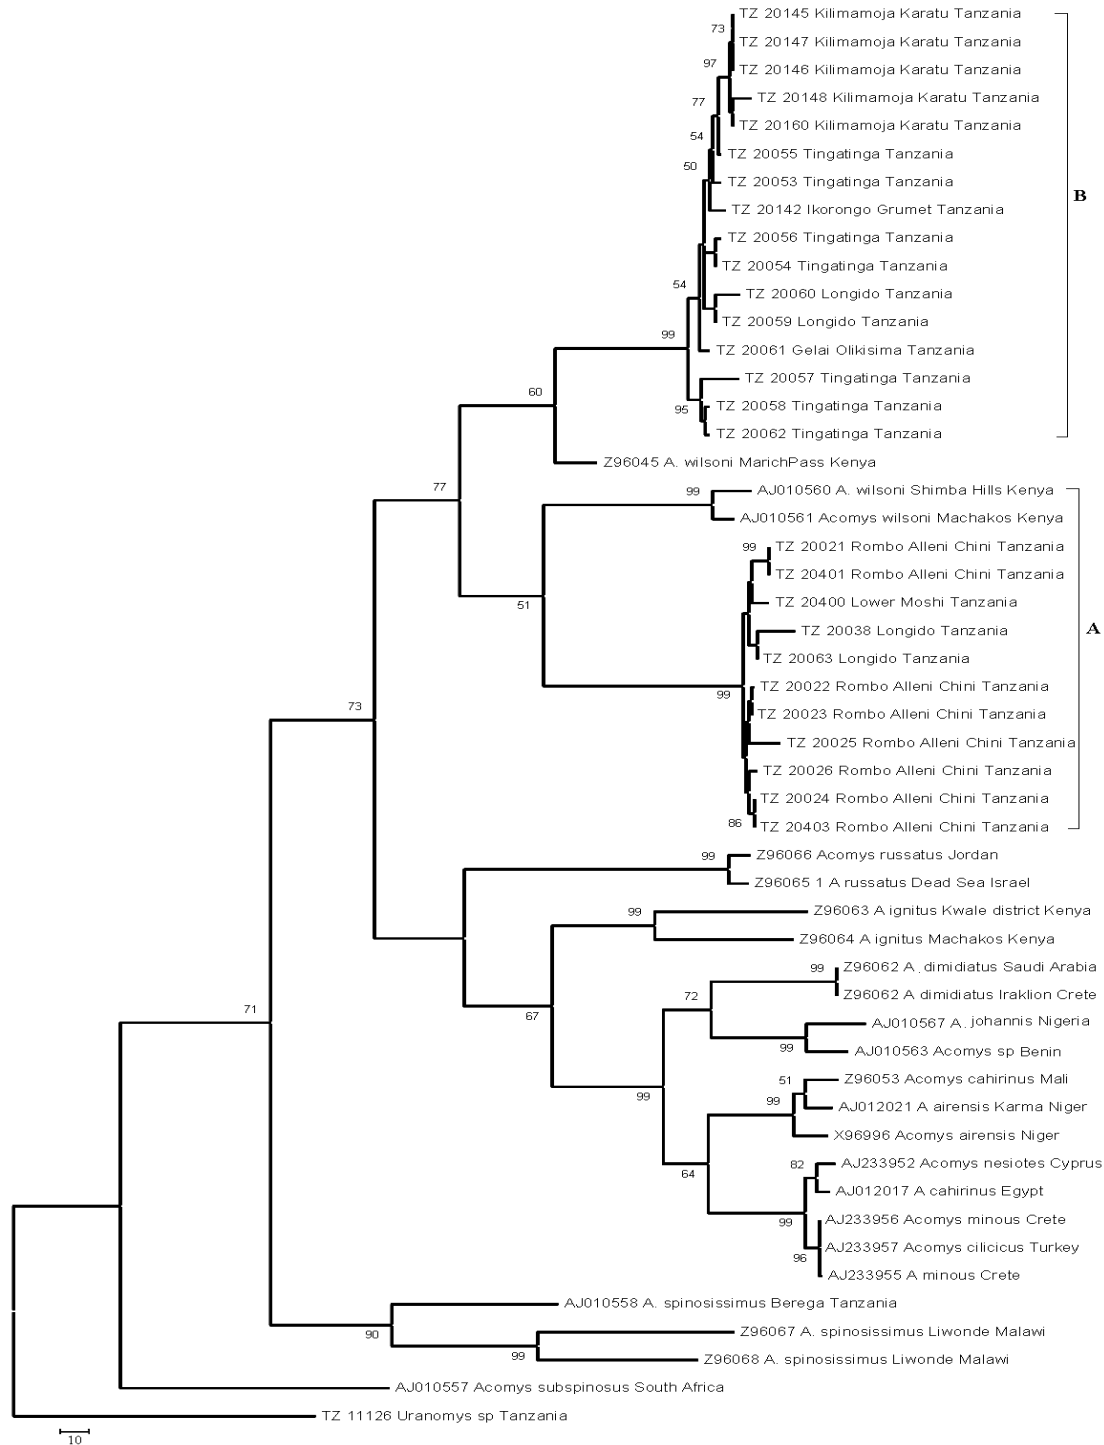 TZ 20145 Kilimamoja Karatu Tanzania
73
TZ 20147 Kilimamoja Karatu Tanzania
97
TZ 20146 Kilimamoja Karatu Tanzania
77
TZ 20148 Kilimamoja Karatu Tanzania
TZ 20160 Kilimamoja Karatu Tanzania
54
TZ 20055 Tingatinga Tanzania
50
TZ 20053 Tingatinga Tanzania
B
TZ 20142 Ikorongo Grumet Tanzania
TZ 20056 Tingatinga Tanzania
TZ 20054 Tingatinga Tanzania
54
TZ 20060 Longido Tanzania
TZ 20059 Longido Tanzania
99
TZ 20061 Gelai Olikisima Tanzania
TZ 20057 Tingatinga Tanzania
60
95
TZ 20058 Tingatinga Tanzania
TZ 20062 Tingatinga Tanzania
Z96045 A. wilsoni MarichPass Kenya
77
99
AJ010560 A. wilsoni Shimba Hills Kenya
AJ010561 Acomys wilsoni Machakos Kenya
99
TZ 20021 Rombo Alleni Chini Tanzania
TZ 20401 Rombo Alleni Chini Tanzania
51
TZ 20400 Lower Moshi Tanzania
TZ 20038 Longido Tanzania
A
TZ 20063 Longido Tanzania
99
TZ 20022 Rombo Alleni Chini Tanzania
73
TZ 20023 Rombo Alleni Chini Tanzania
TZ 20025 Rombo Alleni Chini Tanzania
TZ 20026 Rombo Alleni Chini Tanzania
TZ 20024 Rombo Alleni Chini Tanzania
86
TZ 20403 Rombo Alleni Chini Tanzania
99
Z96066 Acomys russatus Jordan
Z96065 1 A russatus Dead Sea Israel
99
Z96063 A ignitus Kwale district Kenya
Z96064 A ignitus Machakos Kenya
99
Z96062 A. dimidiatus Saudi Arabia
72
Z96062 A dimidiatus Iraklion Crete
71
67
AJ010567 A. johannis Nigeria
99
AJ010563 Acomys sp Benin
51
Z96053 Acomys cahirinus Mali
99
99
AJ012021 A airensis Karma Niger
X96996 Acomys airensis Niger
82
AJ233952 Acomys nesiotes Cyprus
64
AJ012017 A cahirinus Egypt
99
AJ233956 Acomys minous Crete
AJ233957 Acomys cilicicus Turkey
96
AJ233955 A minous Crete
AJ010558 A. spinosissimus Berega Tanzania
90
Z96067 A. spinosissimus Liwonde Malawi
99
Z96068 A. spinosissimus Liwonde Malawi
AJ010557 Acomys subspinosus South Africa
TZ 11126 Uranomys sp Tanzania
10